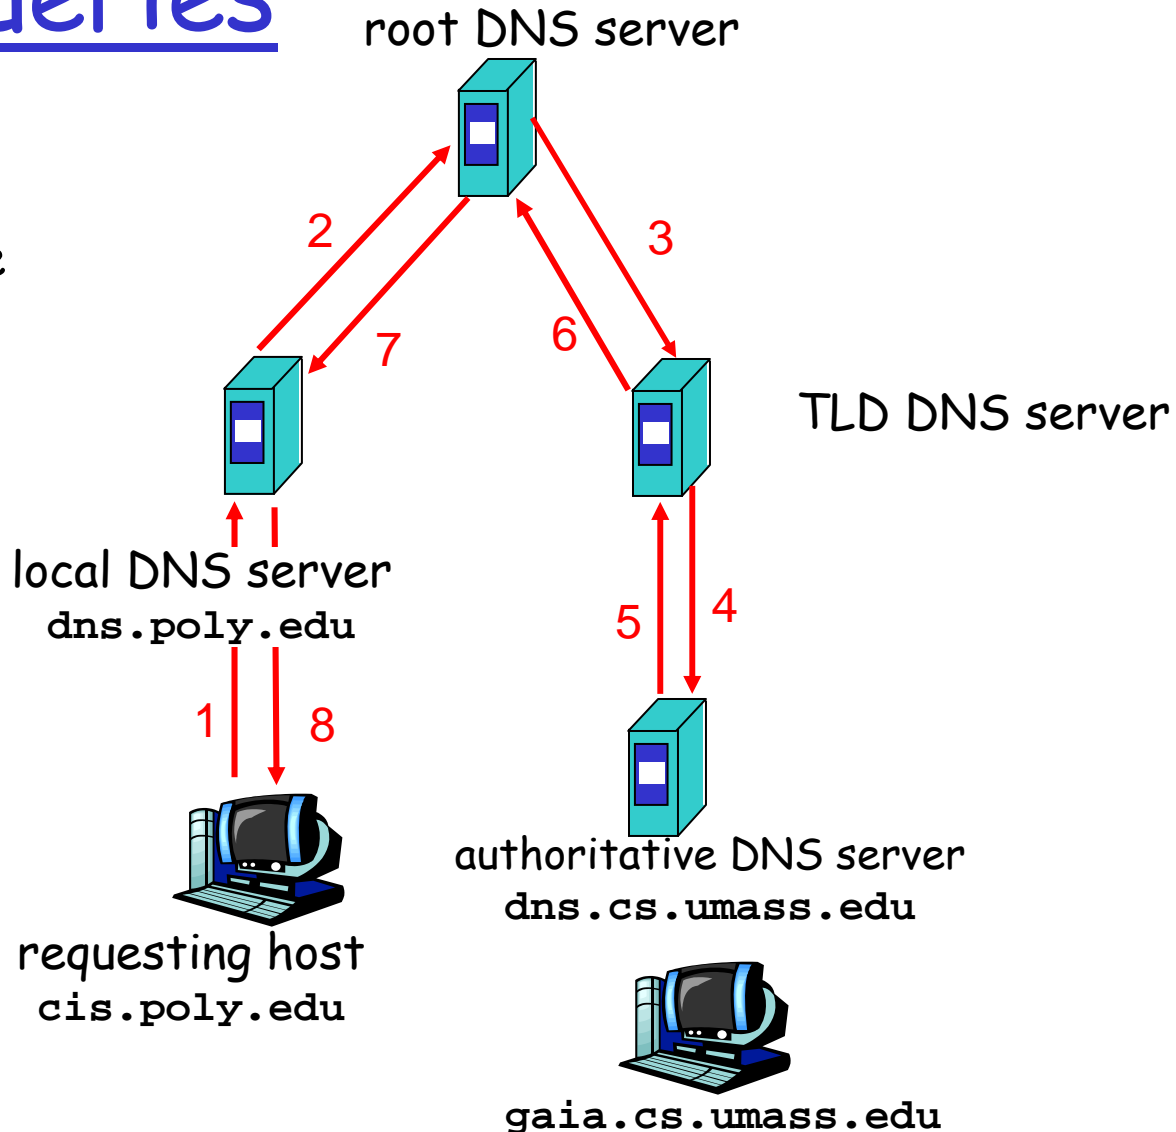 root DNS server
2
3
7
6
TLD DNS server
local DNS server
dns.poly.edu
5
4
1
8
authoritative DNS server
dns.cs.umass.edu
requesting host
cis.poly.edu
gaia.cs.umass.edu